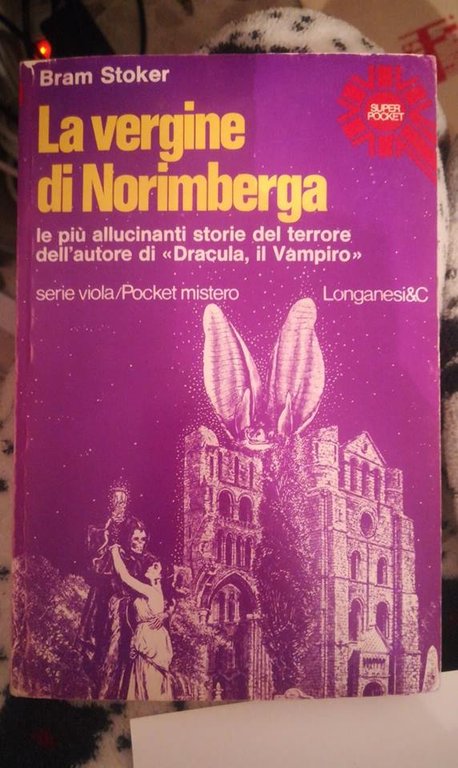 Bram Stoker
SUPER
POCKET
La vergine
di Norimberga
le più allucinanti storie del terrore
dell'autore di «Dracula, il Vampiro»
serie viola/Pocket mistero
Longanesi&C